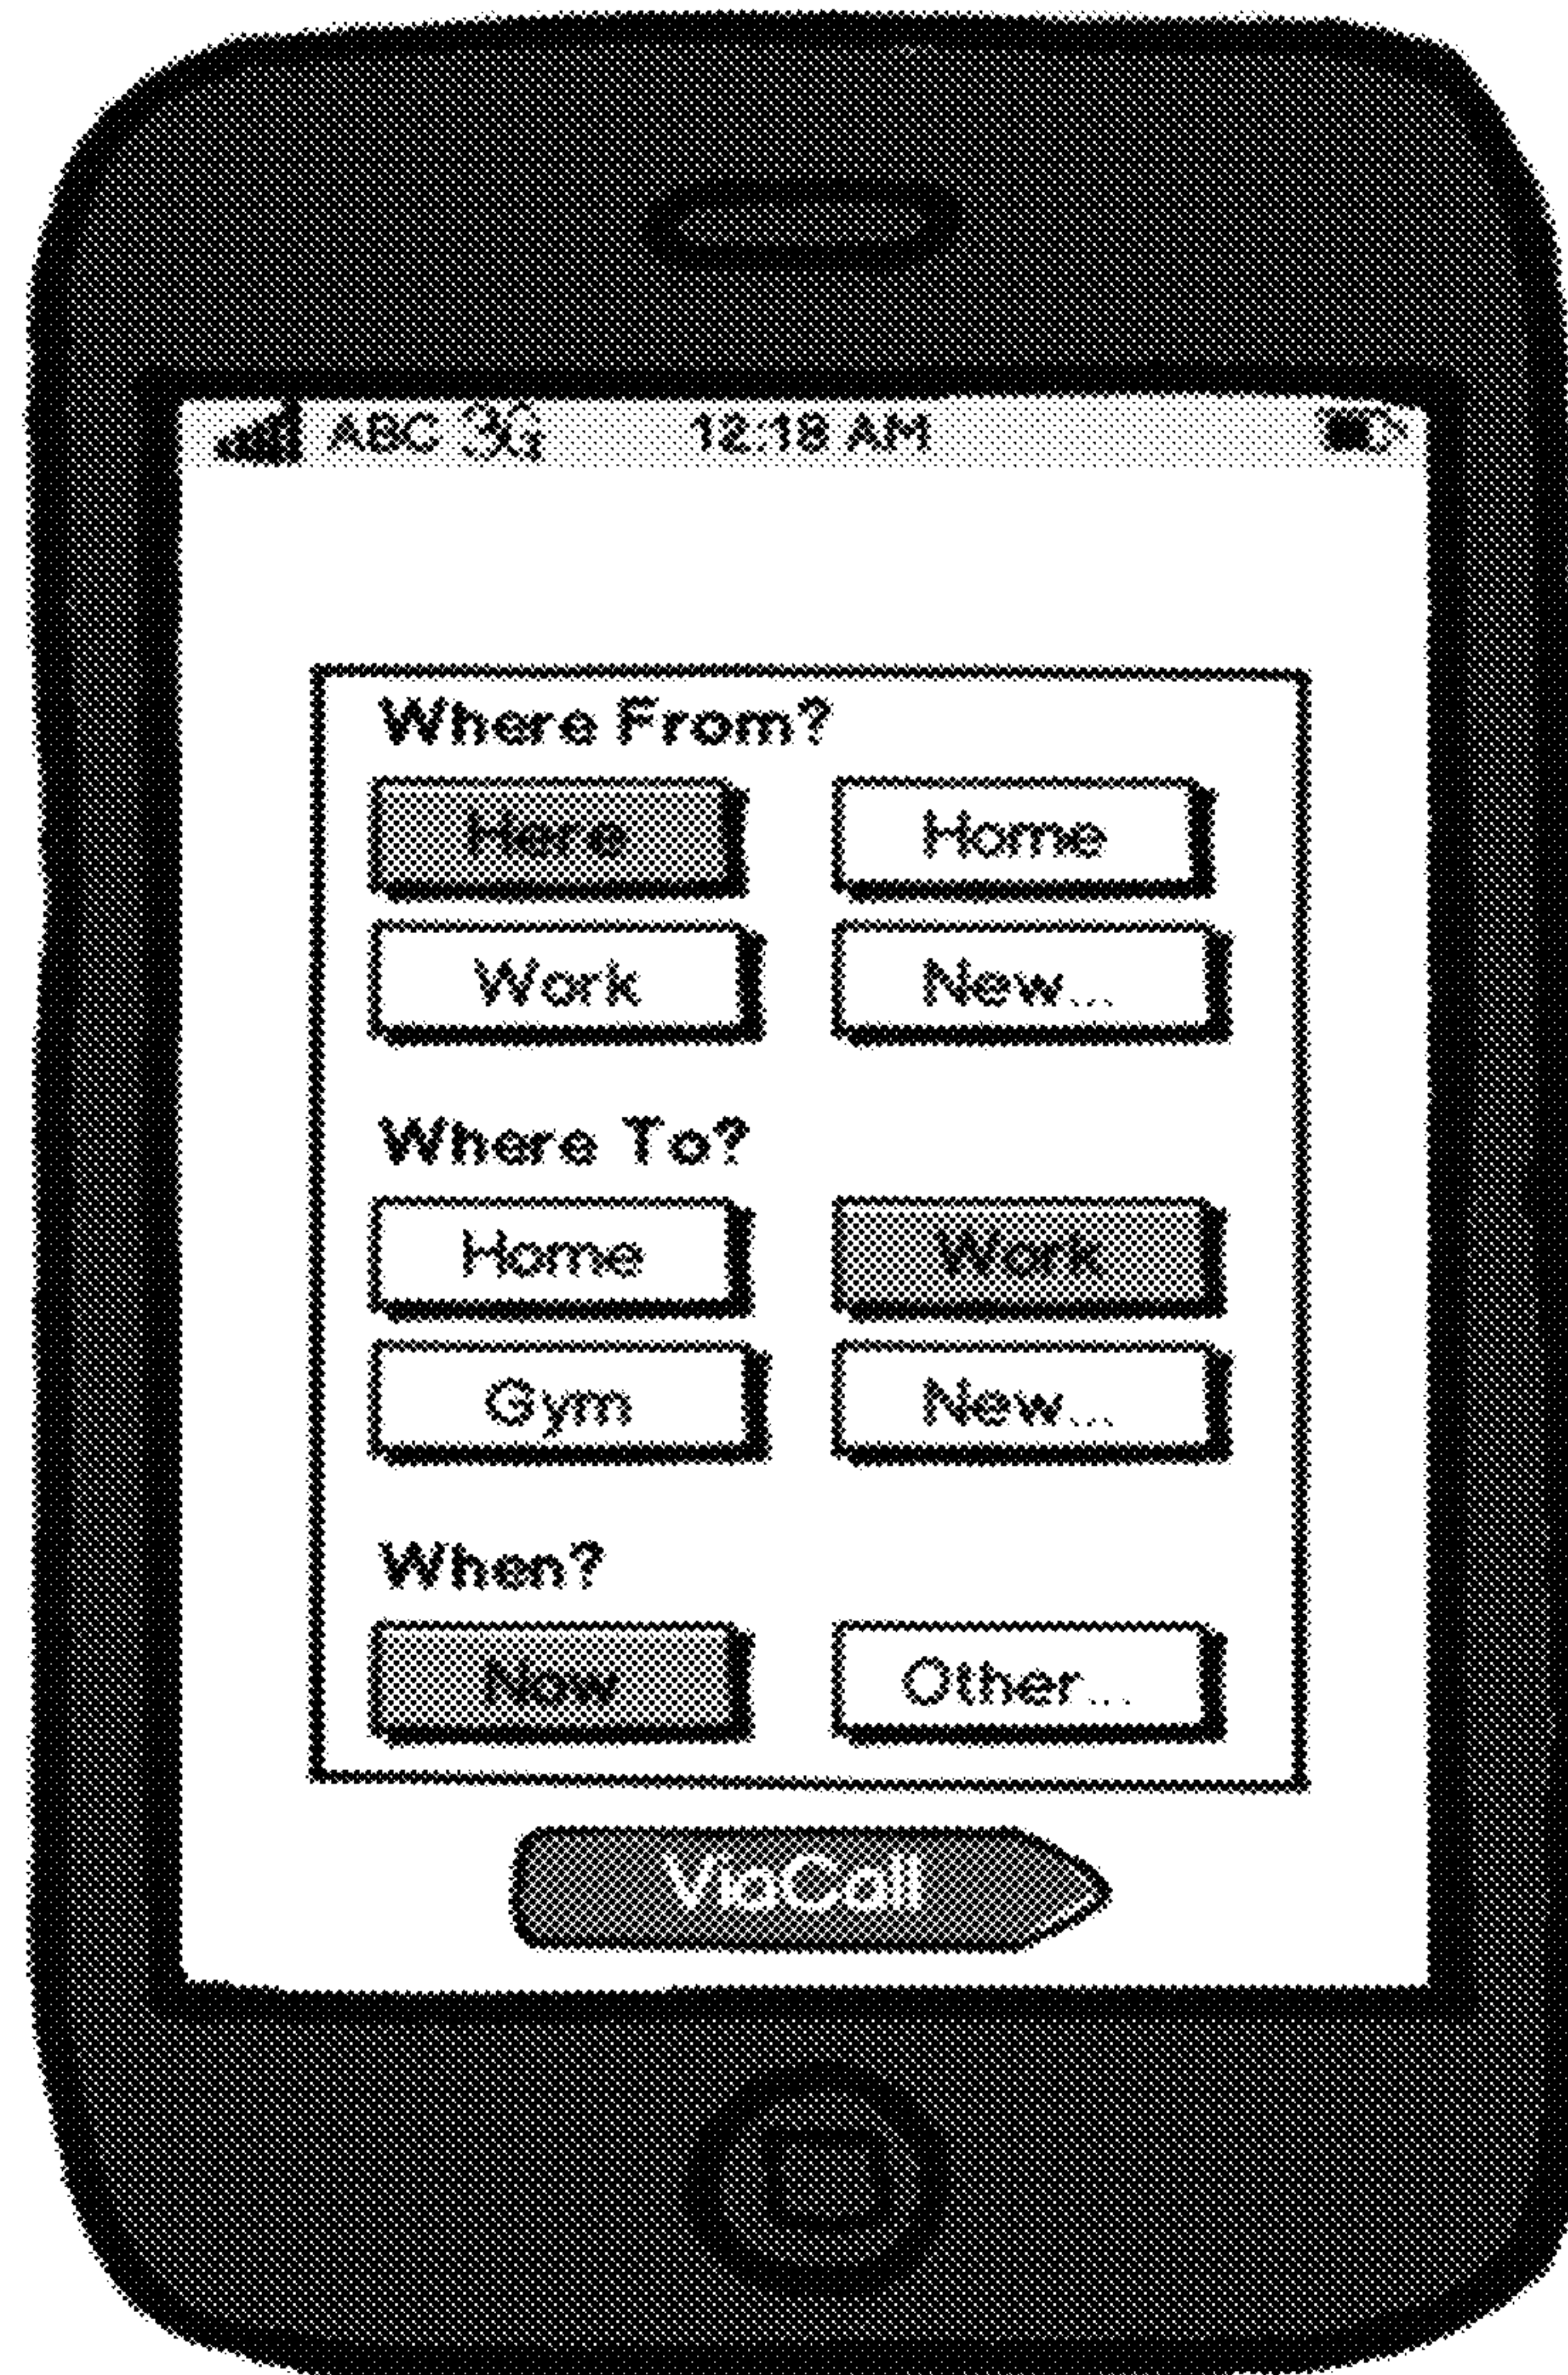 ABC 3G 12:18 AM
Where From?
Here Home
Work New...
Where To?
Home Work
Gym New...
When?
Now Other...
ViaCall